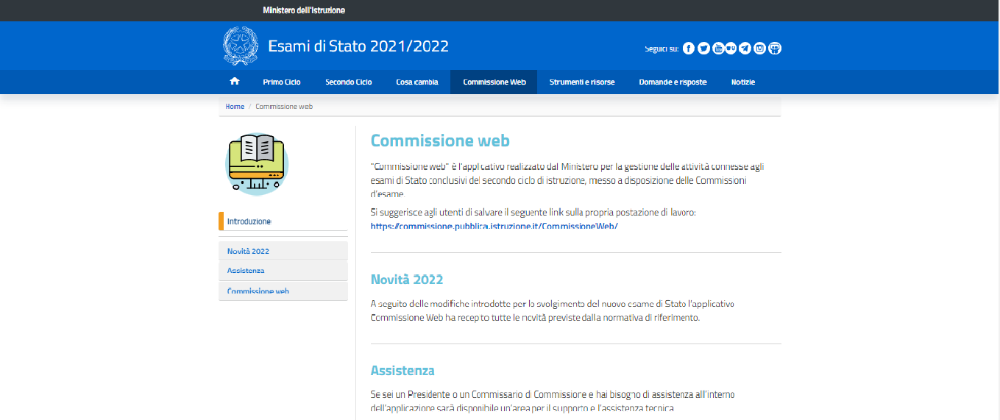 Ministero dell'Istruzione
Esami di Stato 2021/2022
Seguici su:
Primo Ciclo Secondo Ciclo Cosa cambia Commissione Web Strumenti e risorse Domande e risposte Notizie
Home / Commissione web
Commissione web
"Commissione web" è l'applicativo realizzato dal Ministero per la gestione delle attività connesse agli
esami di Stato conclusivi del secondo ciclo di istruzione, messo a disposizione delle Commissioni
d'esame.
Si suggerisce agli utenti di salvare il seguente link sulla propria postazione di lavoro:
https://commissione.pubblica.istruzione.it/CommissioneWeb/
Introduzione
Novità 2022
Assistenza
Commissione web
Novità 2022
A seguito delle modifiche introdotte per lo svolgimento del nuovo esame di Stato l'applicativo
Commissione Web ha recepito tutte le novità previste dalla normativa di riferimento.
Assistenza
Se sei un Presidente o un Commissario di Commissione e hai bisogno di assistenza all'interno
dell'applicazione sarà disponibile un'area per il supporto e l'assistenza tecnica